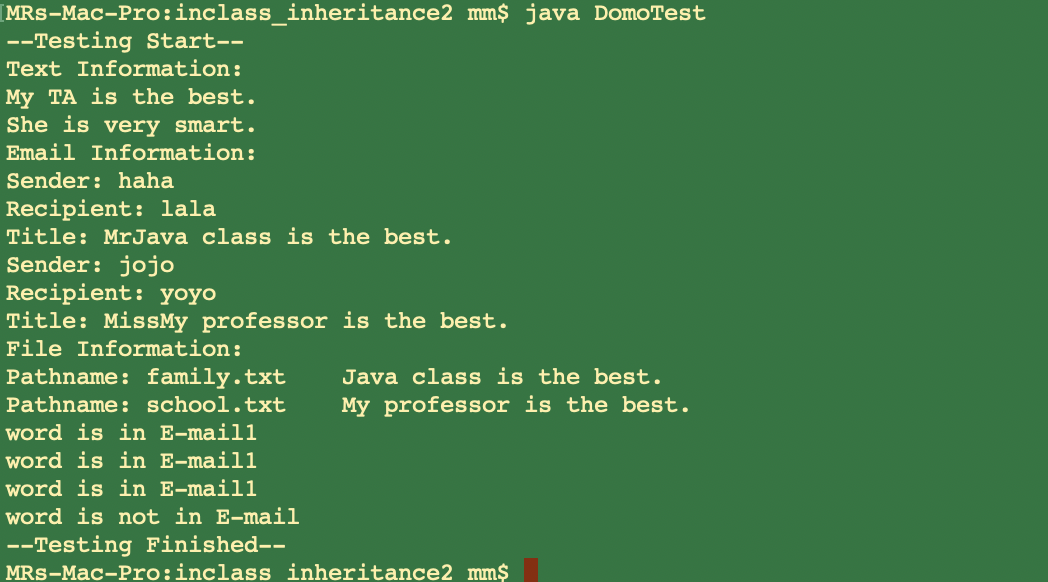 MRs-Mac-Pro:inclass_inheritance2 mm$ java DomoTest
--Testing Start--
Text Information:
My TA is the best.
She is very smart.
Email Information:
Sender: haha
Recipient: lala
Title: MrJava class is the best.
Sender: jojo
Recipient: yoyo
Title: MissMy professor is the best.
File Information:
Pathname: family.txt    Java class is the best.
Pathname: school.txt    My professor is the best.
word is in E-mail1
word is in E-mail1
word is in E-mail1
word is not in E-mail
--Testing Finished--
MRs-Mac-Pro:inclass_inheritance2 mm$